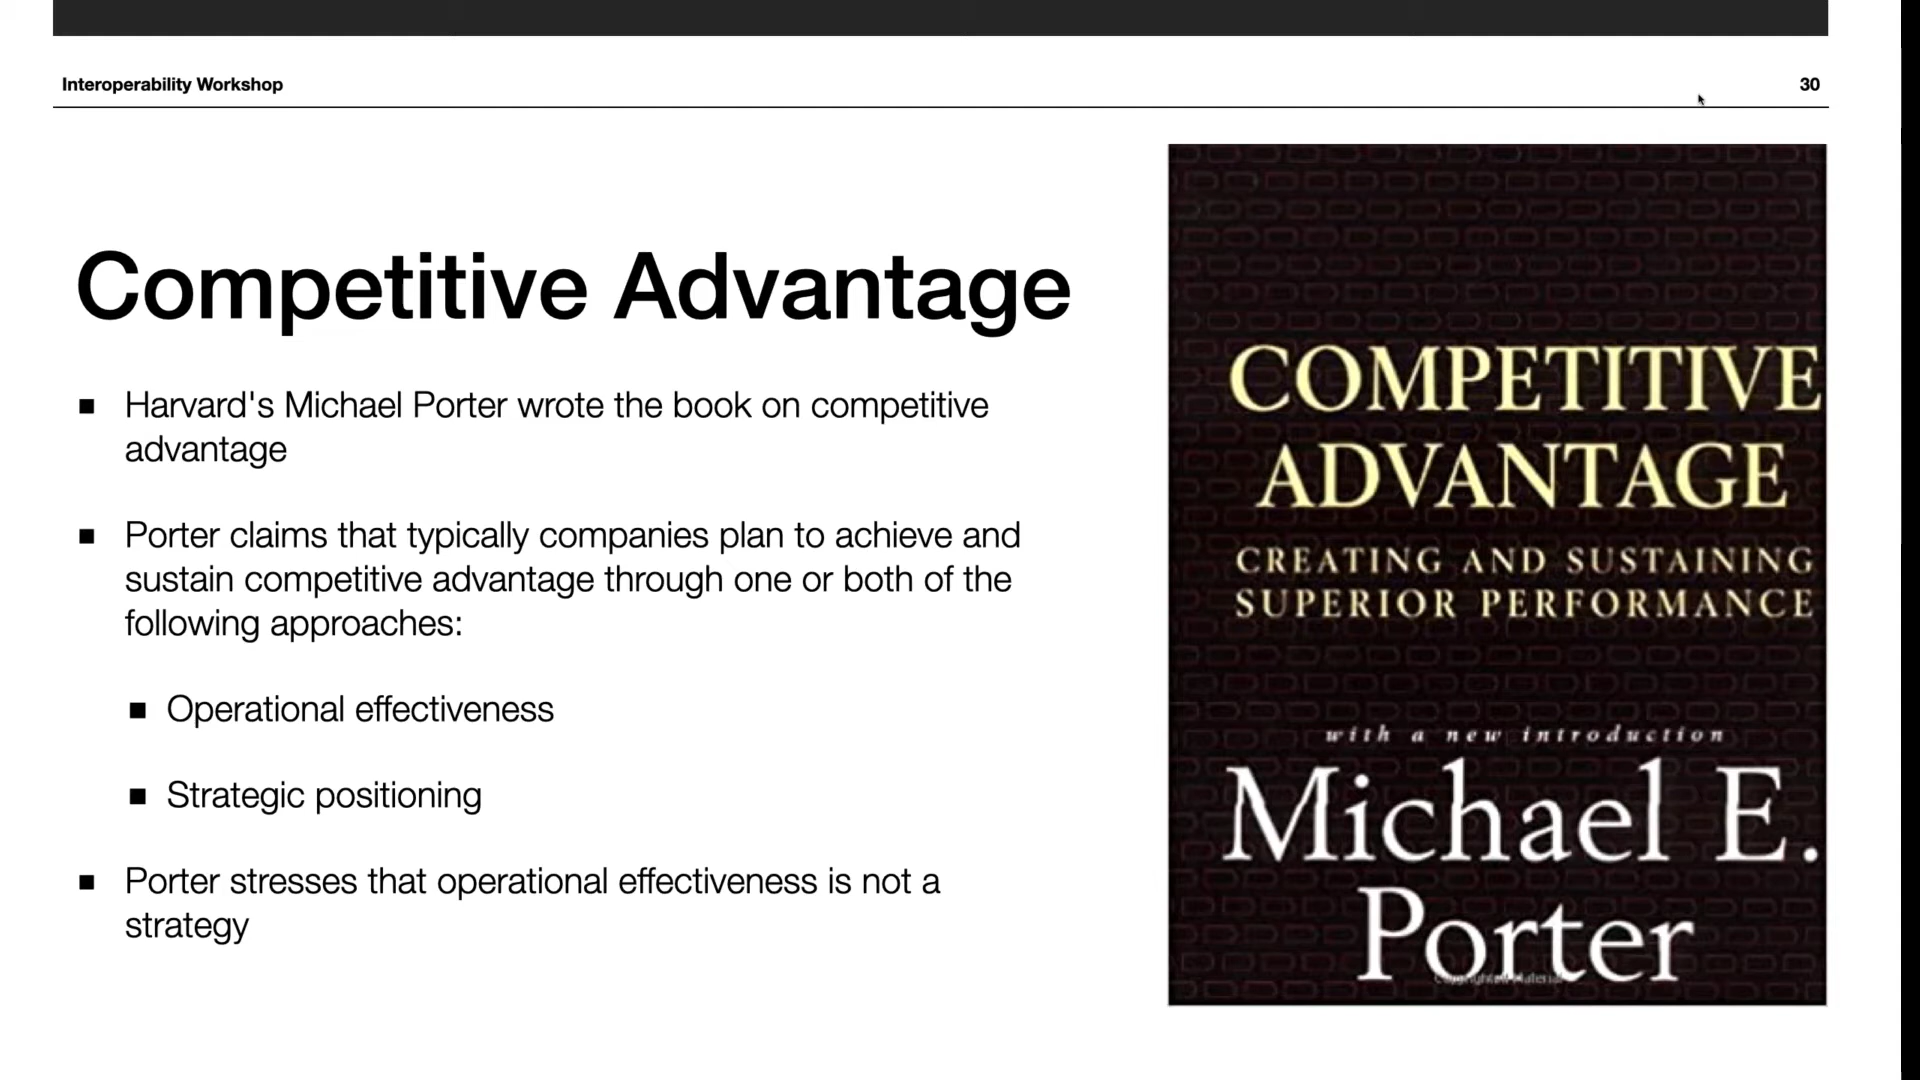 Interoperability Workshop
30
Competitive Advantage
■ Harvard's Michael Porter wrote the book on competitive
advantage
■ Porter claims that typically companies plan to achieve and
sustain competitive advantage through one or both of the
following approaches:
■ Operational effectiveness
■ Strategic positioning
■ Porter stresses that operational effectiveness is not a
strategy
COMPETITIVE
ADVANTAGE
CREATING AND SUSTAINING
SUPERIOR PERFORMANCE
with a new introduction
Michael E.
Porter
Copyrighted Material